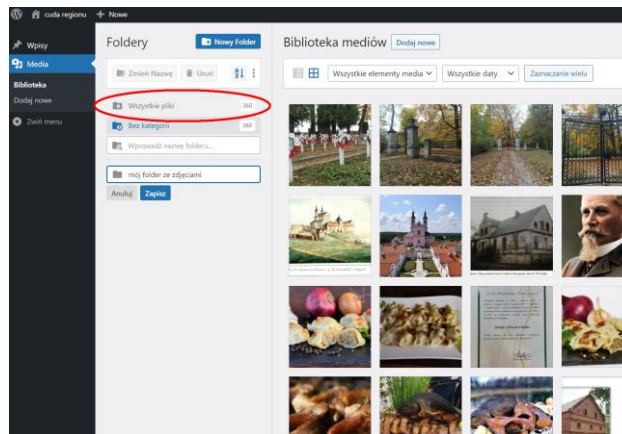 cuda regionu + Nowe
Wpisy
Media
Biblioteka
Dodaj nowe
Zwiń menu
Foldery
Nowy Folder
Zmień Nazwę
Usuń
Wszystkie pliki 360
Bez kategorii 360
Wprowadź nazwę folderu...
mój folder ze zdjęciami
Anuluj Zapisz
Biblioteka mediów Dodaj nowe
Wszystkie elementy media Wszystkie daty Zaznaczanie wielu